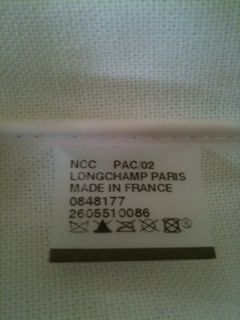 NCC PAC/02
LONGCHAMP PARIS
MADE IN FRANCE
0848177
2605510086